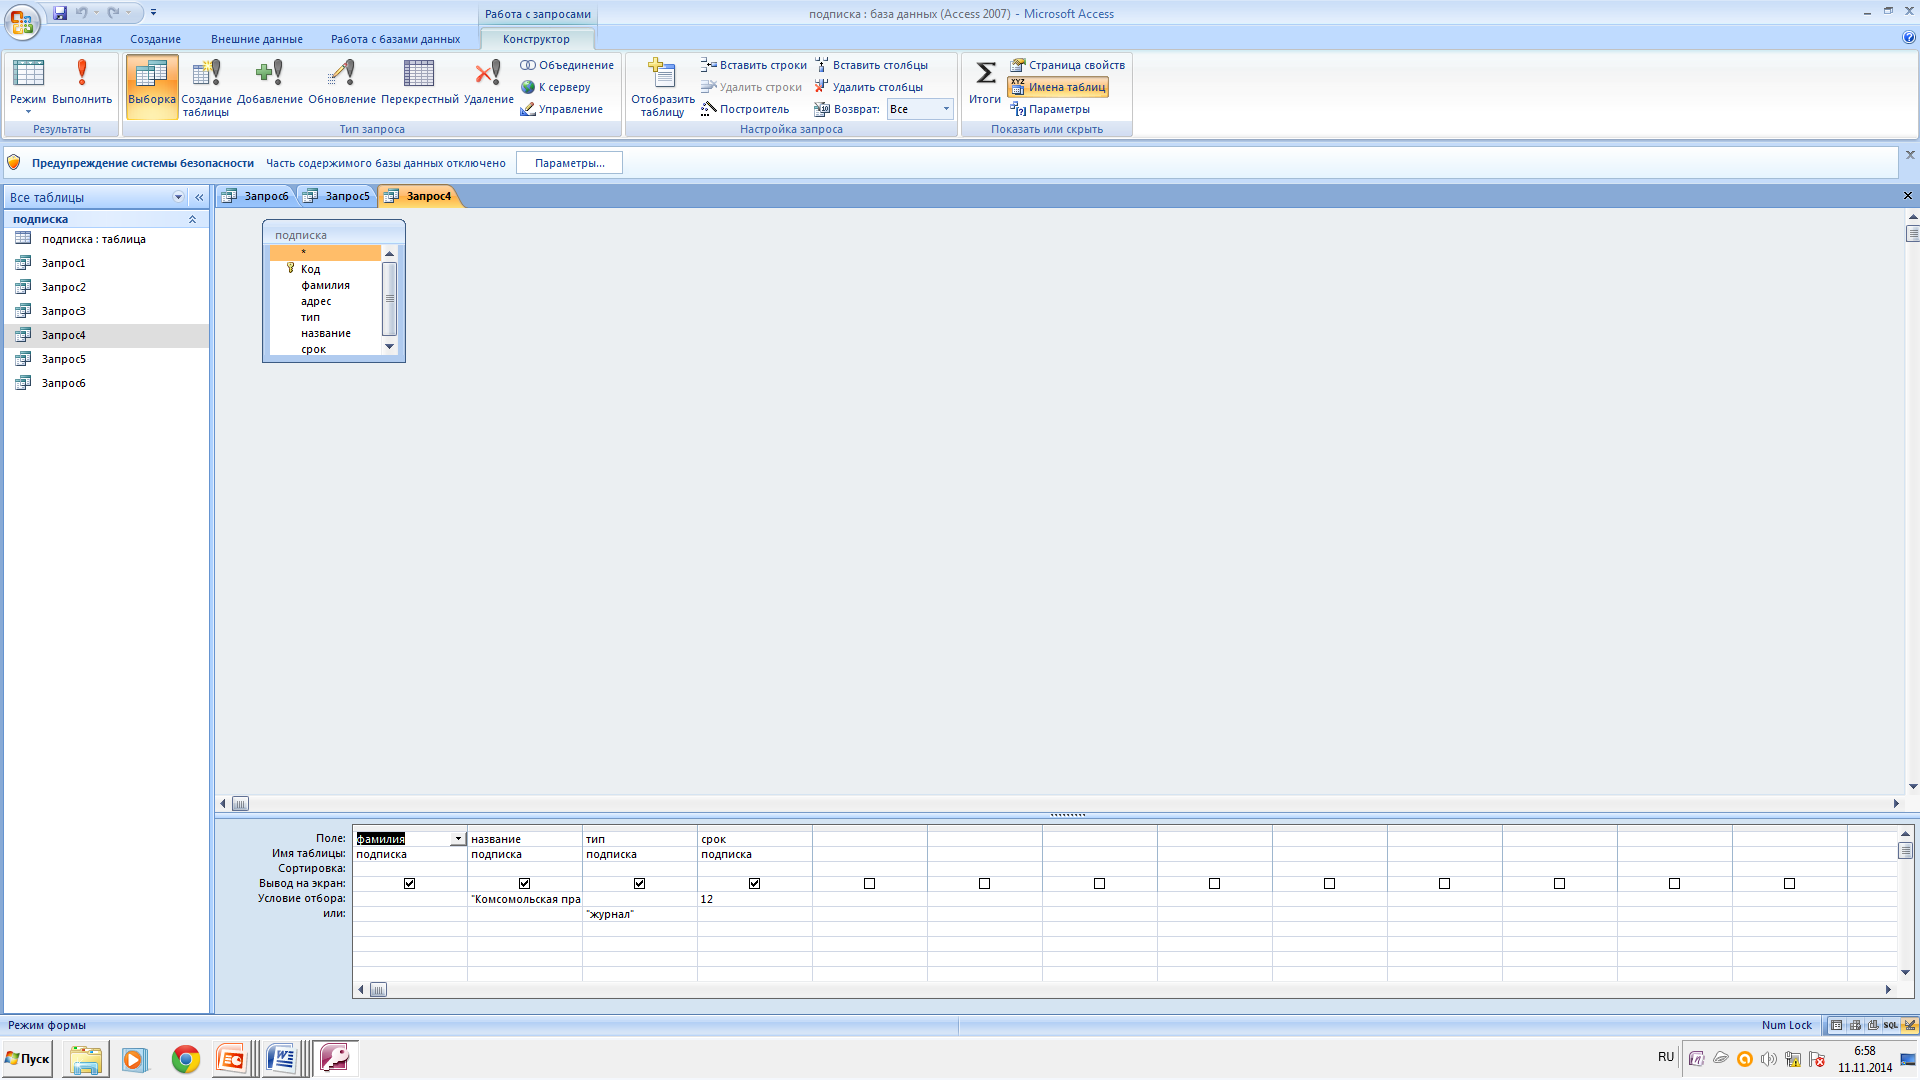 Работа с запросами
подписка : база данных (Access 2007) - Microsoft Access
Главная
Создание
Внешние данные
Работа с базами данных
Конструктор
Режим
Выполнить
Результаты
Выборка
Создание таблицы
Добавление
Обновление
Перекрестный
Удаление
Объединение
К серверу
Управление
Тип запроса
Отобразить таблицу
Вставить строки
Удалить строки
Построитель
Вставить столбцы
Удалить столбцы
Возврат: Все
Настройка запроса
Σ
Итоги
Страница свойств
XYZ Имена таблиц
Параметры
Показать или скрыть
Предупреждение системы безопасности Часть содержимого базы данных отключено Параметры...
Все таблицы
подписка
подписка : таблица
Запрос1
Запрос2
Запрос3
Запрос4
Запрос5
Запрос6
Запрос6 Запрос5 Запрос4
подписка
*
Код
фамилия
адрес
тип
название
срок
Поле: фамилия название тип срок
Имя таблицы: подписка подписка подписка подписка
Сортировка:
Вывод на экран:
Условие отбора: "Комсомольская пра 12
или: "журнал"
Режим формы
Num Lock
SQL
Пуск
RU
6:58
11.11.2014